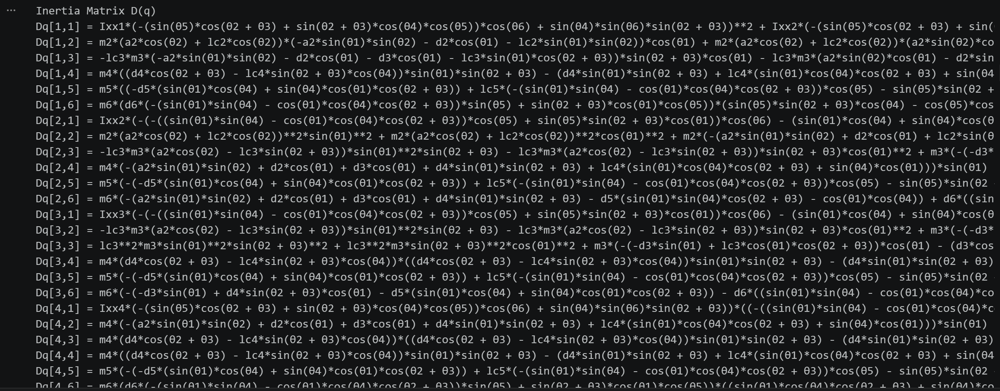 Inertia Matrix D(q)
Dq[1,1] = Ixx1*(-(sin(θ5)*cos(θ2 + θ3) + sin(θ2 + θ3)*cos(θ4)*cos(θ5))*cos(θ6) + sin(θ4)*sin(θ6)*sin(θ2 + θ3))**2 + Ixx2*(-(sin(θ5)*cos(θ2 + θ3) + sin(
Dq[1,2] = m2*(a2*cos(θ2) + lc2*cos(θ2))*(-a2*sin(θ1)*sin(θ2) - d2*cos(θ1) - lc2*sin(θ1)*sin(θ2))*cos(θ1) + m2*(a2*cos(θ2) + lc2*cos(θ2))*(a2*sin(θ2)*co
Dq[1,3] = -lc3*m3*(-a2*sin(θ1)*sin(θ2) - d2*cos(θ1) - d3*cos(θ1) - lc3*sin(θ1)*cos(θ2 + θ3))*sin(θ2 + θ3)*cos(θ1) - lc3*m3*(a2*sin(θ2)*cos(θ1) - d2*sin
Dq[1,4] = m4*((d4*cos(θ2 + θ3) - lc4*sin(θ2 + θ3)*cos(θ4))*sin(θ1)*sin(θ2 + θ3) - (d4*sin(θ1)*sin(θ2 + θ3) + lc4*(sin(θ1)*cos(θ4)*cos(θ2 + θ3) + sin(θ4
Dq[1,5] = m5*((-d5*(sin(θ1)*cos(θ4) + sin(θ4)*cos(θ1)*cos(θ2 + θ3)) + lc5*(-(sin(θ1)*sin(θ4) - cos(θ1)*cos(θ4)*cos(θ2 + θ3))*cos(θ5) - sin(θ5)*sin(θ2 +
Dq[1,6] = m6*(d6*(-(sin(θ1)*sin(θ4) - cos(θ1)*cos(θ4)*cos(θ2 + θ3))*sin(θ5) + sin(θ2 + θ3)*cos(θ1)*cos(θ5))*(sin(θ5)*sin(θ2 + θ3)*cos(θ4) - cos(θ5)*cos
Dq[2,1] = Ixx2*(-(-((sin(θ1)*sin(θ4) - cos(θ1)*cos(θ4)*cos(θ2 + θ3))*cos(θ5) + sin(θ5)*sin(θ2 + θ3)*cos(θ1))*cos(θ6) - (sin(θ1)*cos(θ4) + sin(θ4)*cos(θ
Dq[2,2] = m2*(a2*cos(θ2) + lc2*cos(θ2))**2*sin(θ1)**2 + m2*(a2*cos(θ2) + lc2*cos(θ2))**2*cos(θ1)**2 + m2*(-(a2*sin(θ1)*sin(θ2) + d2*cos(θ1) + lc2*sin(θ
Dq[2,3] = -lc3*m3*(a2*cos(θ2) - lc3*sin(θ2 + θ3))*sin(θ1)**2*sin(θ2 + θ3) - lc3*m3*(a2*cos(θ2) - lc3*sin(θ2 + θ3))*sin(θ2 + θ3)*cos(θ1)**2 + m3*(-(-d3*
Dq[2,4] = m4*(-(a2*sin(θ1)*sin(θ2) + d2*cos(θ1) + d3*cos(θ1) + d4*sin(θ1)*sin(θ2 + θ3) + lc4*(sin(θ1)*cos(θ4)*cos(θ2 + θ3) + sin(θ4)*cos(θ1)))*sin(θ1)
Dq[2,5] = m5*(-(-d5*(sin(θ1)*cos(θ4) + sin(θ4)*cos(θ1)*cos(θ2 + θ3)) + lc5*(-(sin(θ1)*sin(θ4) - cos(θ1)*cos(θ4)*cos(θ2 + θ3))*cos(θ5) - sin(θ5)*sin(θ2
Dq[2,6] = m6*(-(a2*sin(θ1)*sin(θ2) + d2*cos(θ1) + d3*cos(θ1) + d4*sin(θ1)*sin(θ2 + θ3) - d5*(sin(θ1)*sin(θ4)*cos(θ2 + θ3) - cos(θ1)*cos(θ4)) + d6*((sin
Dq[3,1] = Ixx3*(-(-((sin(θ1)*sin(θ4) - cos(θ1)*cos(θ4)*cos(θ2 + θ3))*cos(θ5) + sin(θ5)*sin(θ2 + θ3)*cos(θ1))*cos(θ6) - (sin(θ1)*cos(θ4) + sin(θ4)*cos(θ
Dq[3,2] = -lc3*m3*(a2*cos(θ2) - lc3*sin(θ2 + θ3))*sin(θ1)**2*sin(θ2 + θ3) - lc3*m3*(a2*cos(θ2) - lc3*sin(θ2 + θ3))*sin(θ2 + θ3)*cos(θ1)**2 + m3*(-(-d3*
Dq[3,3] = lc3**2*m3*sin(θ1)**2*sin(θ2 + θ3)**2 + lc3**2*m3*sin(θ2 + θ3)**2*cos(θ1)**2 + m3*(-(-d3*sin(θ1) + lc3*cos(θ1)*cos(θ2 + θ3))*cos(θ1) - (d3*cos
Dq[3,4] = m4*(d4*cos(θ2 + θ3) - lc4*sin(θ2 + θ3)*cos(θ4))*((d4*cos(θ2 + θ3) - lc4*sin(θ2 + θ3)*cos(θ4))*sin(θ1)*sin(θ2 + θ3) - (d4*sin(θ1)*sin(θ2 + θ3)
Dq[3,5] = m5*(-(-d5*(sin(θ1)*cos(θ4) + sin(θ4)*cos(θ1)*cos(θ2 + θ3)) + lc5*(-(sin(θ1)*sin(θ4) - cos(θ1)*cos(θ4)*cos(θ2 + θ3))*cos(θ5) - sin(θ5)*sin(θ2
Dq[3,6] = m6*(-(-d3*sin(θ1) + d4*sin(θ2 + θ3)*cos(θ1) - d5*(sin(θ1)*cos(θ4) + sin(θ4)*cos(θ1)*cos(θ2 + θ3)) - d6*((sin(θ1)*sin(θ4) - cos(θ1)*cos(θ4)*co
Dq[4,1] = Ixx4*(-(sin(θ5)*cos(θ2 + θ3) + sin(θ2 + θ3)*cos(θ4)*cos(θ5))*cos(θ6) + sin(θ4)*sin(θ6)*sin(θ2 + θ3))*((-((sin(θ1)*sin(θ4) - cos(θ1)*cos(θ4)*c
Dq[4,2] = m4*(-(a2*sin(θ1)*sin(θ2) + d2*cos(θ1) + d3*cos(θ1) + d4*sin(θ1)*sin(θ2 + θ3) + lc4*(sin(θ1)*cos(θ4)*cos(θ2 + θ3) + sin(θ4)*cos(θ1)))*sin(θ1)
Dq[4,3] = m4*(d4*cos(θ2 + θ3) - lc4*sin(θ2 + θ3)*cos(θ4))*((d4*cos(θ2 + θ3) - lc4*sin(θ2 + θ3)*cos(θ4))*sin(θ1)*sin(θ2 + θ3) - (d4*sin(θ1)*sin(θ2 + θ3)
Dq[4,4] = m4*((d4*cos(θ2 + θ3) - lc4*sin(θ2 + θ3)*cos(θ4))*sin(θ1)*sin(θ2 + θ3) - (d4*sin(θ1)*sin(θ2 + θ3) + lc4*(sin(θ1)*cos(θ4)*cos(θ2 + θ3) + sin(θ4
Dq[4,5] = m5*(-(-d5*(sin(θ1)*cos(θ4) + sin(θ4)*cos(θ1)*cos(θ2 + θ3)) + lc5*(-(sin(θ1)*sin(θ4) - cos(θ1)*cos(θ4)*cos(θ2 + θ3))*cos(θ5) - sin(θ5)*sin(θ2
Dq[4,6] = m6*(d6*(-(sin(θ1)*sin(θ4) - cos(θ1)*cos(θ4)*cos(θ2 + θ3))*sin(θ5) + sin(θ2 + θ3)*cos(θ1)*cos(θ5))*((sin(θ1)*cos(θ4)*cos(θ2 + θ3) + sin(θ4)*co